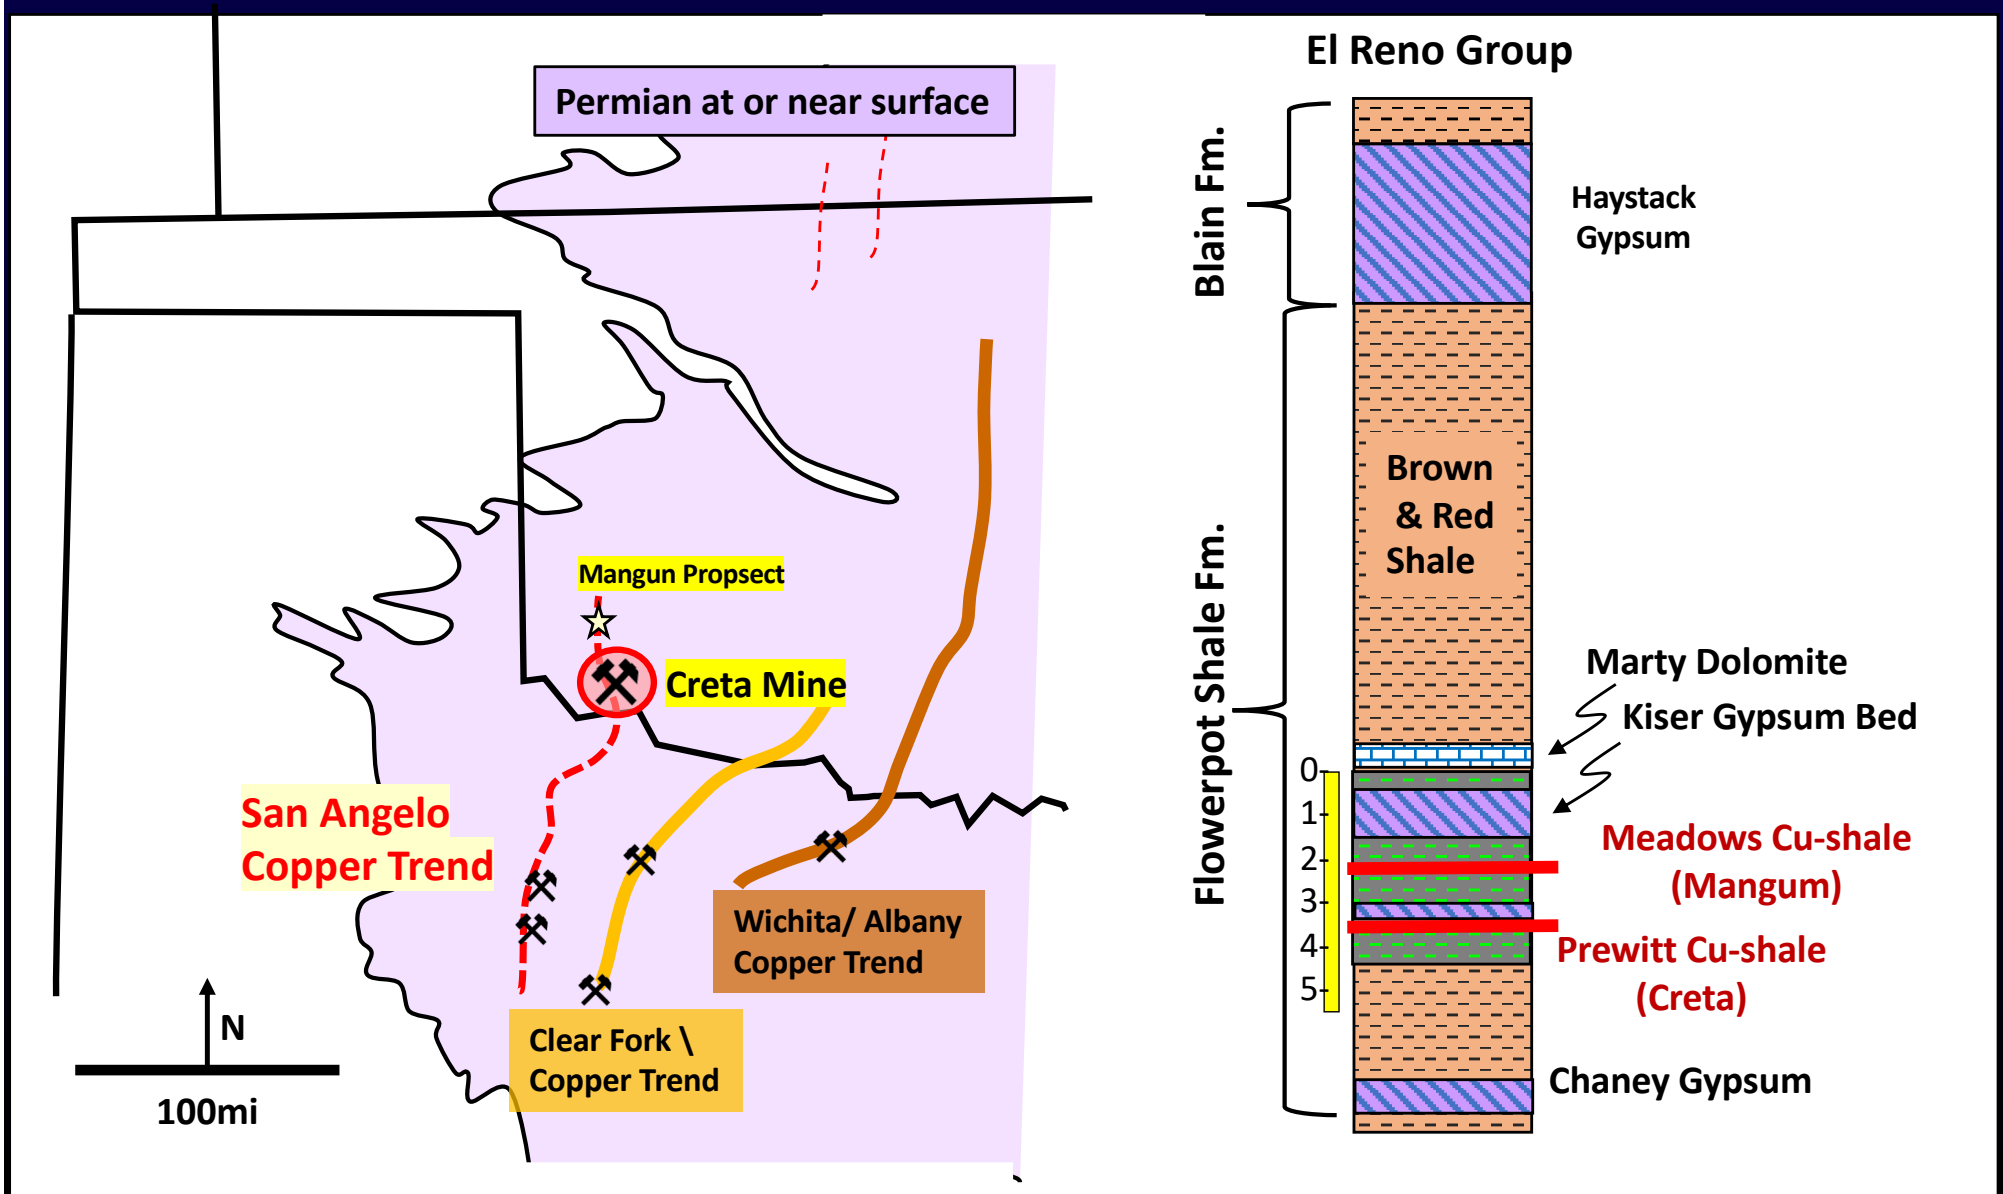 Permian at or near surface
Mangun Propsect
Creta Mine
San Angelo
Copper Trend
Wichita/ Albany
Copper Trend
Clear Fork \
Copper Trend
N
100mi
El Reno Group
Blain Fm.
Haystack
Gypsum
Flowerpot Shale Fm.
Brown
& Red
Shale
Marty Dolomite
Kiser Gypsum Bed
0
1
2
3
4
5
Meadows Cu-shale
(Mangum)
Prewitt Cu-shale
(Creta)
Chaney Gypsum